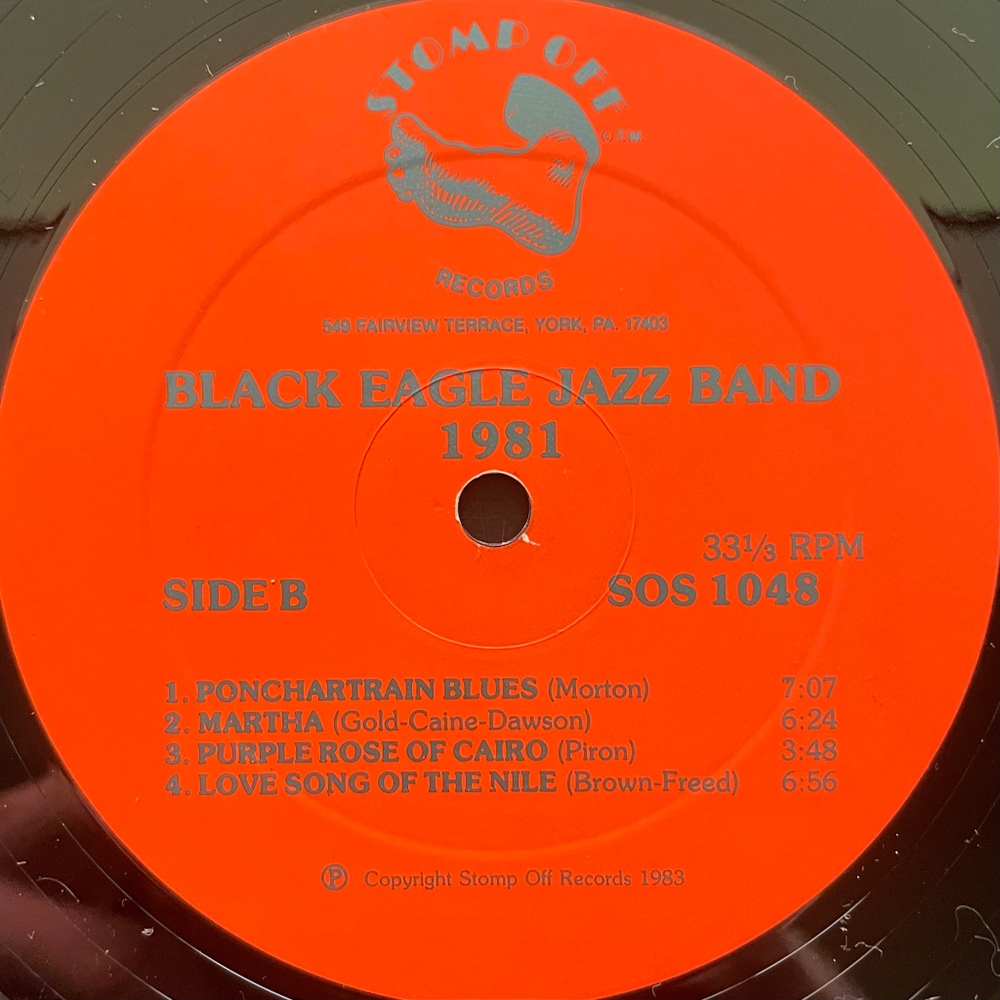 STOMP OFF
© T.M
RECORDS
549 FAIRVIEW TERRACE, YORK, PA. 17403
BLACK EAGLE JAZZ BAND
1981
33⅓ RPM
SIDE B SOS 1048
1. PONCHARTRAIN BLUES (Morton) 7:07
2. MARTHA (Gold-Caine-Dawson) 6:24
3. PURPLE ROSE OF CAIRO (Piron) 3:48
4. LOVE SONG OF THE NILE (Brown-Freed) 6:56
℗ Copyright Stomp Off Records 1983